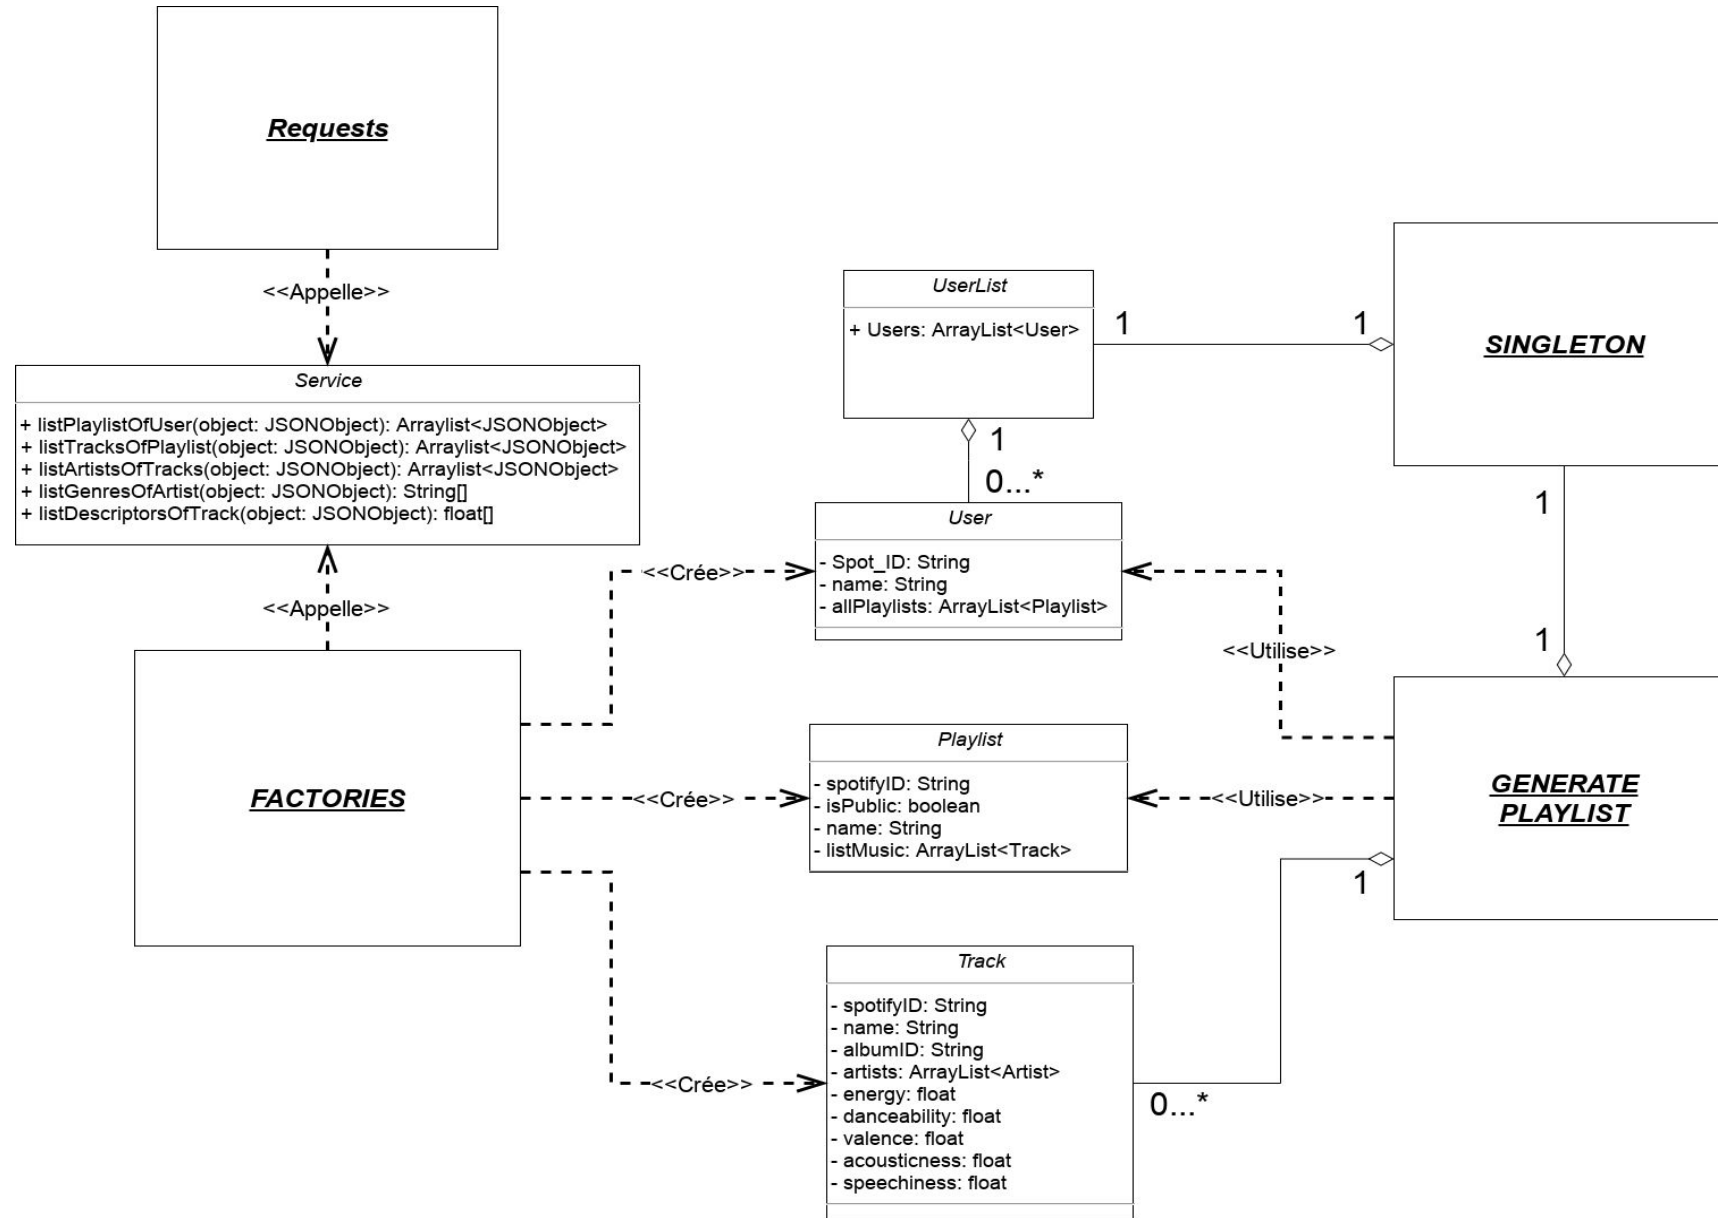 Requests
<<Appelle>>
Service
+ listPlaylistOfUser(object: JSONObject): Arraylist<JSONObject>
+ listTracksOfPlaylist(object: JSONObject): Arraylist<JSONObject>
+ listArtistsOfTracks(object: JSONObject): Arraylist<JSONObject>
+ listGenresOfArtist(object: JSONObject): String[]
+ listDescriptorsOfTrack(object: JSONObject): float[]
<<Appelle>>
FACTORIES
UserList
+ Users: ArrayList<User>
1
1
SINGLETON
1
0...*
User
- Spot_ID: String
- name: String
- allPlaylists: ArrayList<Playlist>
<<Crée>>
<<Utilise>>
1
1
Playlist
- spotifyID: String
- isPublic: boolean
- name: String
- listMusic: ArrayList<Track>
<<Crée>>
<<Utilise>>
GENERATE
PLAYLIST
1
Track
- spotifyID: String
- name: String
- albumID: String
- artists: ArrayList<Artist>
- energy: float
- danceability: float
- valence: float
- acousticness: float
- speechiness: float
<<Crée>>
0...*